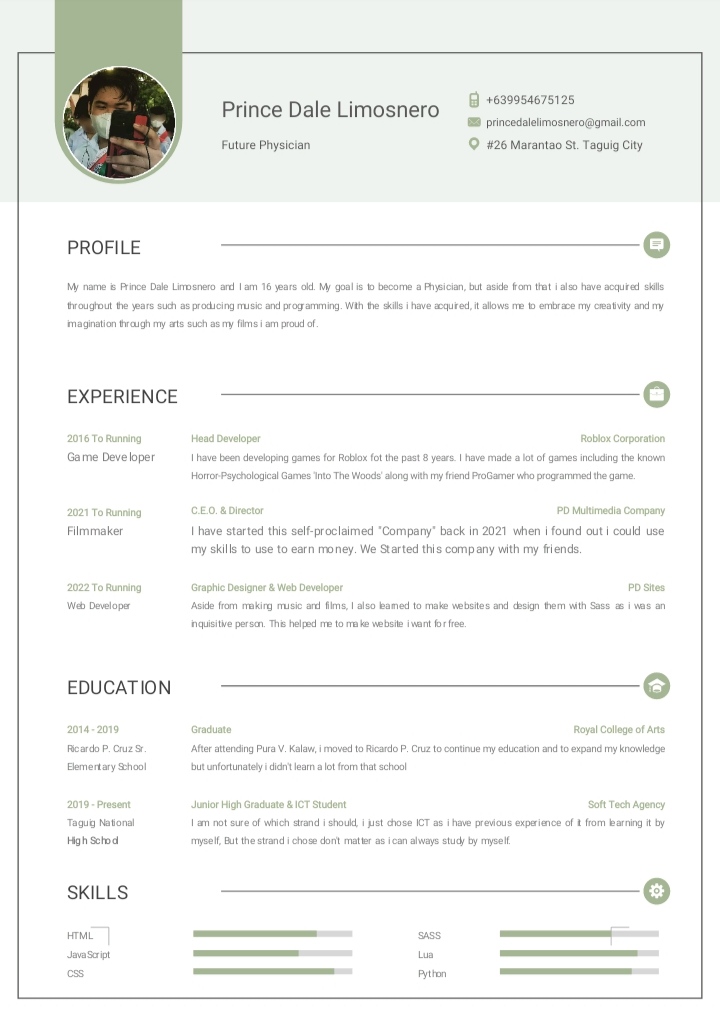 Prince Dale Limosnero
Future Physician
+639954675125
princedalelimosnero@gmail.com
#26 Marantao St. Taguig City
PROFILE
My name is Prince Dale Limosnero and I am 16 years old. My goal is to become a Physician, but aside from that i also have acquired skills
throughout the years such as producing music and programming. With the skills i have acquired, it allows me to embrace my creativity and my
imagination through my arts such as my films i am proud of.
EXPERIENCE
2016 To Running
Game Developer
Head Developer
Roblox Corporation
I have been developing games for Roblox fot the past 8 years. I have made a lot of games including the known
Horror-Psychological Games 'Into The Woods' along with my friend ProGamer who programmed the game.
2021 To Running
Filmmaker
C.E.O. & Director
PD Multimedia Company
I have started this self-proclaimed "Company" back in 2021 when i found out i could use
my skills to use to earn money. We Started this company with my friends.
2022 To Running
Web Developer
Graphic Designer & Web Developer
PD Sites
Aside from making music and films, I also learned to make websites and design them with Sass as i was an
inquisitive person. This helped me to make website i want for free.
EDUCATION
2014 - 2019
Ricardo P. Cruz Sr.
Elementary School
Graduate
Royal College of Arts
After attending Pura V. Kalaw, i moved to Ricardo P. Cruz to continue my education and to expand my knowledge
but unfortunately i didn't learn a lot from that school
2019 - Present
Taguig National
High School
Junior High Graduate & ICT Student
Soft Tech Agency
I am not sure of which strand i should, i just chose ICT as i have previous experience of it from learning it by
myself, But the strand i chose don't matter as i can always study by myself.
SKILLS
HTML
JavaScript
CSS
SASS
Lua
Python